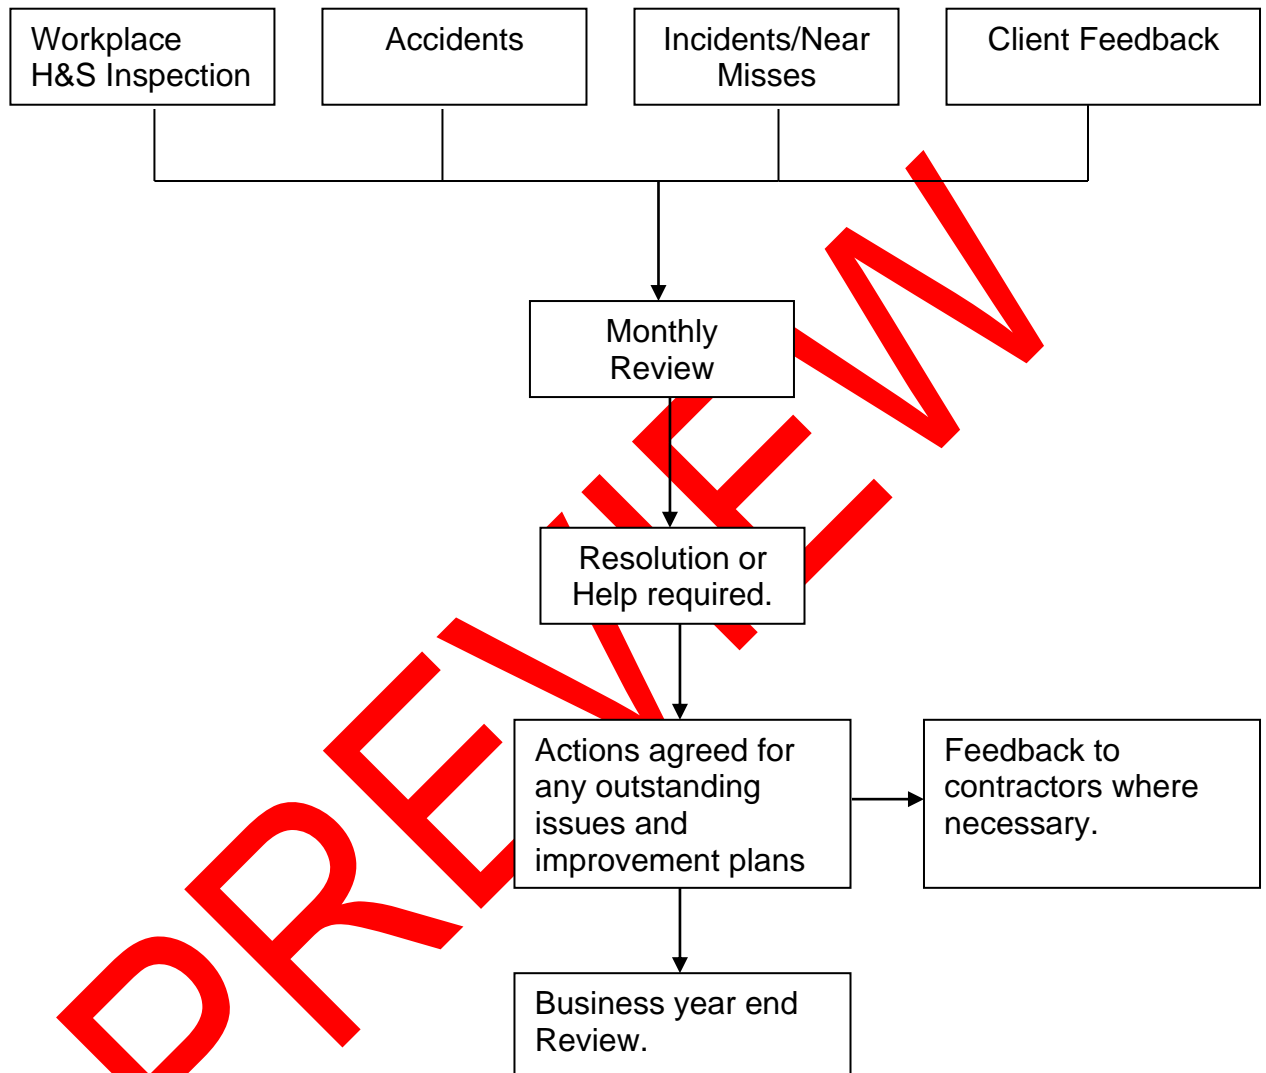 Workplace
H&S Inspection
Accidents
Incidents/Near
Misses
Client Feedback
Monthly
Review
Resolution or
Help required.
Actions agreed for
any outstanding
issues and
improvement plans
Feedback to
contractors where
necessary.
Business year end
Review.
PREVIEW